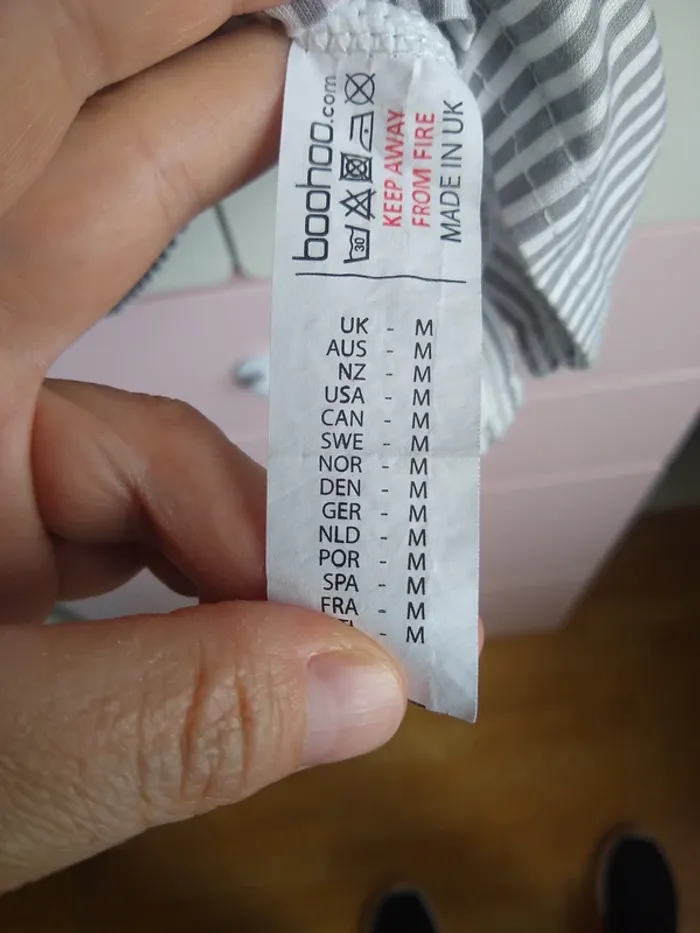 boohoo.com
30
KEEP AWAY
FROM FIRE
MADE IN UK
UK - M
AUS - M
NZ - M
USA - M
CAN - M
SWE - M
NOR - M
DEN - M
GER - M
NLD - M
POR - M
SPA - M
FRA - M
- M